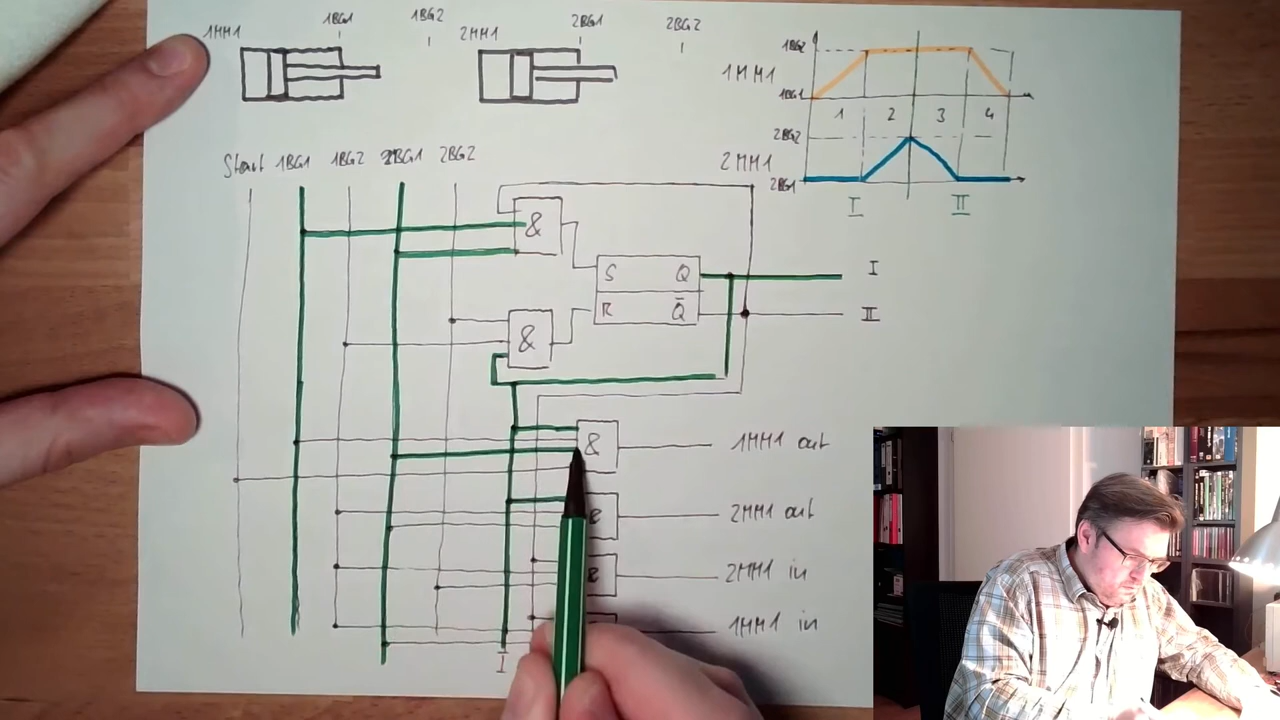 1MM1 1BG1 1BG2 2MM1 2BG1 2BG2
1BG2
1MM1
1BG1
1 2 3 4
2BG2
2MM1
2BG1
I II
Start 1BG1 1BG2 2BG1 2BG2
&
S Q I
R Q̄ II
&
& 1MM1 out
2MM1 out
2MM1 in
1MM1 in
I